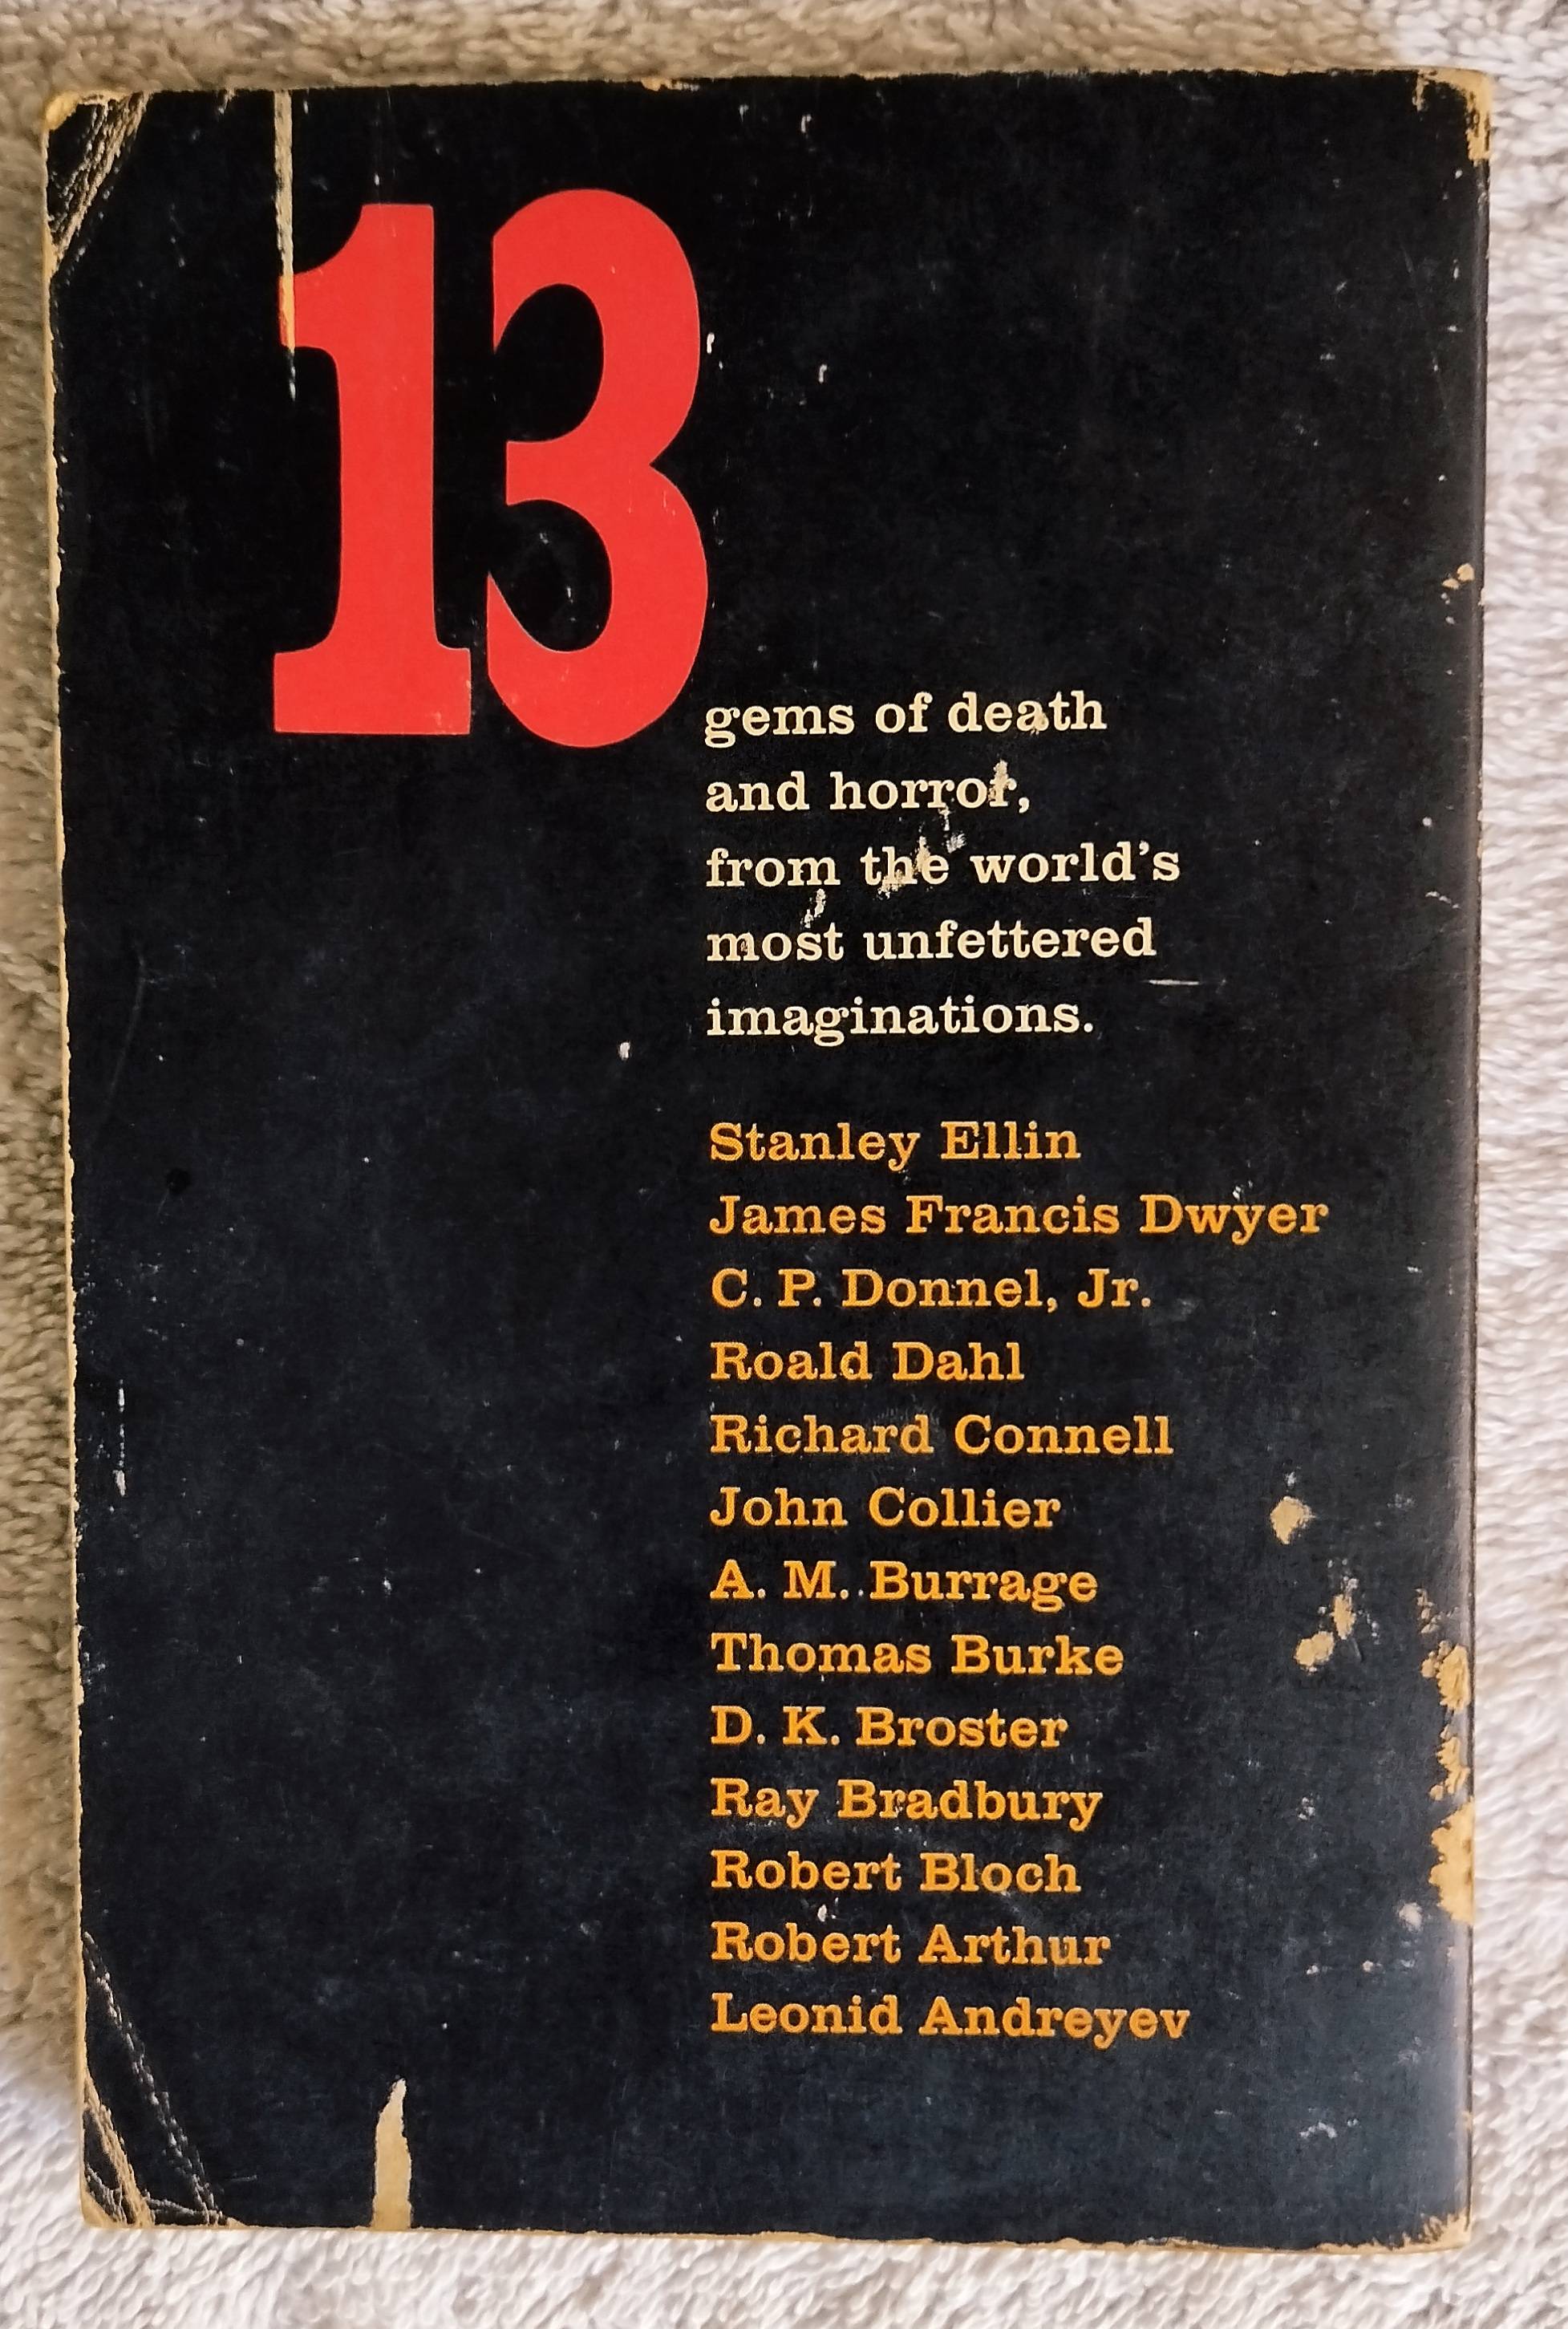 13
gems of death
and horror,
from the world's
most unfettered
imaginations.
Stanley Ellin
James Francis Dwyer
C. P. Donnel, Jr.
Roald Dahl
Richard Connell
John Collier
A. M. Burrage
Thomas Burke
D. K. Broster
Ray Bradbury
Robert Bloch
Robert Arthur
Leonid Andreyev